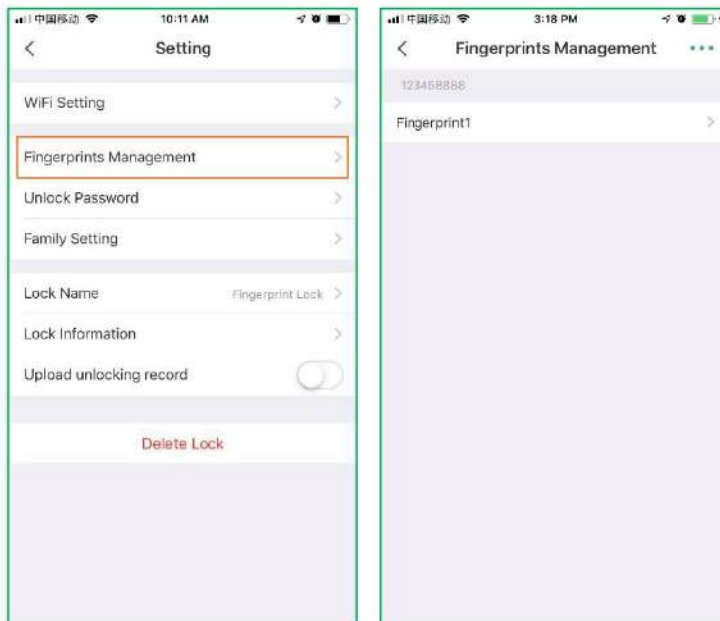 中国移动 10:11 AM
Setting
WiFi Setting
Fingerprints Management
Unlock Password
Family Setting
Lock Name Fingerprint Lock
Lock Information
Upload unlocking record
Delete Lock
中国移动 3:18 PM
Fingerprints Management
123458888
Fingerprint1